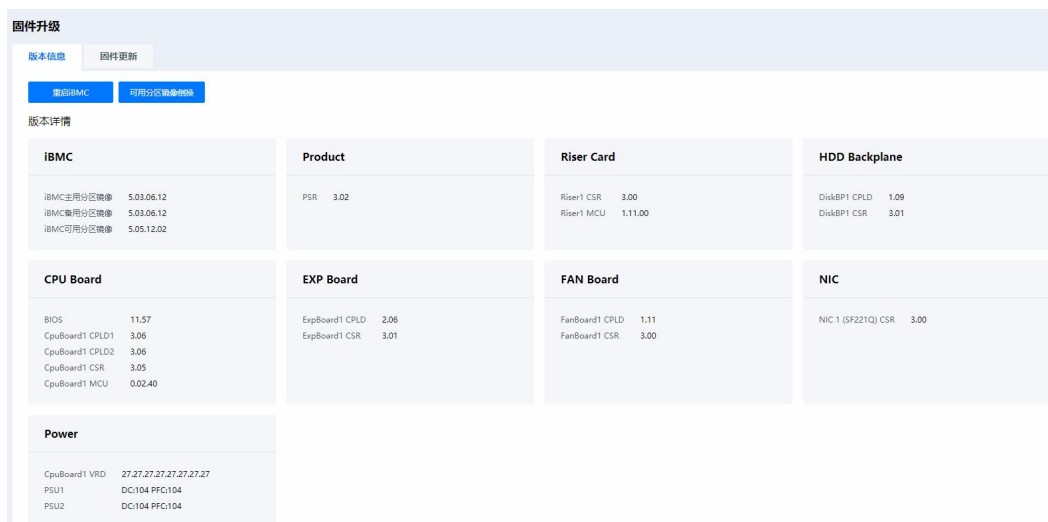 固件升级
版本信息 固件更新
重启iBMC 可用分区镜像倒换
版本详情
iBMC
iBMC主用分区镜像 5.03.06.12
iBMC备用分区镜像 5.03.06.12
iBMC可用分区镜像 5.05.12.02
Product
PSR 3.02
Riser Card
Riser1 CSR 3.00
Riser1 MCU 1.11.00
HDD Backplane
DiskBP1 CPLD 1.09
DiskBP1 CSR 3.01
CPU Board
BIOS 11.57
CpuBoard1 CPLD1 3.06
CpuBoard1 CPLD2 3.06
CpuBoard1 CSR 3.05
CpuBoard1 MCU 0.02.40
EXP Board
ExpBoard1 CPLD 2.06
ExpBoard1 CSR 3.01
FAN Board
FanBoard1 CPLD 1.11
FanBoard1 CSR 3.00
NIC
NIC 1 (SF221Q) CSR 3.00
Power
CpuBoard1 VRD 27.27.27.27.27.27.27.27
PSU1 DC:104 PFC:104
PSU2 DC:104 PFC:104